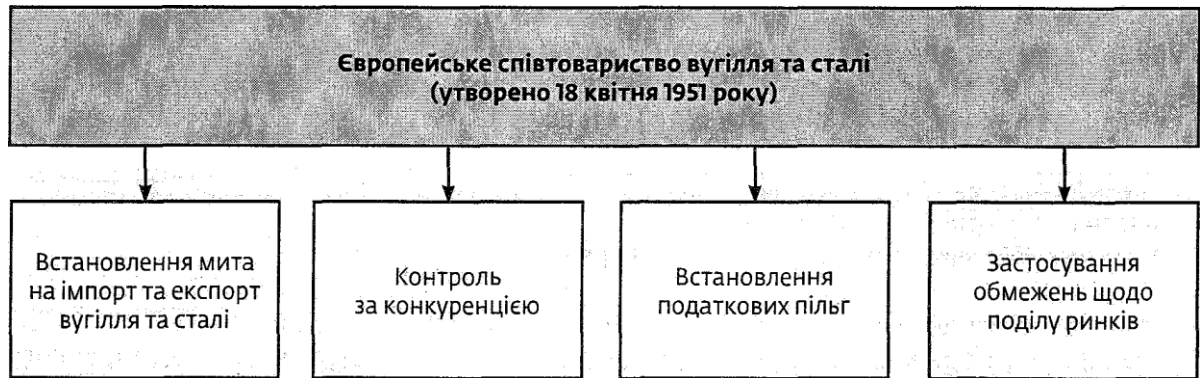 Європейське співтовариство вугілля та сталі
(утворено 18 квітня 1951 року)
Встановлення мита
на імпорт та експорт
вугілля та сталі
Контроль
за конкуренцією
Встановлення
податкових пільг
Застосування
обмежень щодо
поділу ринків